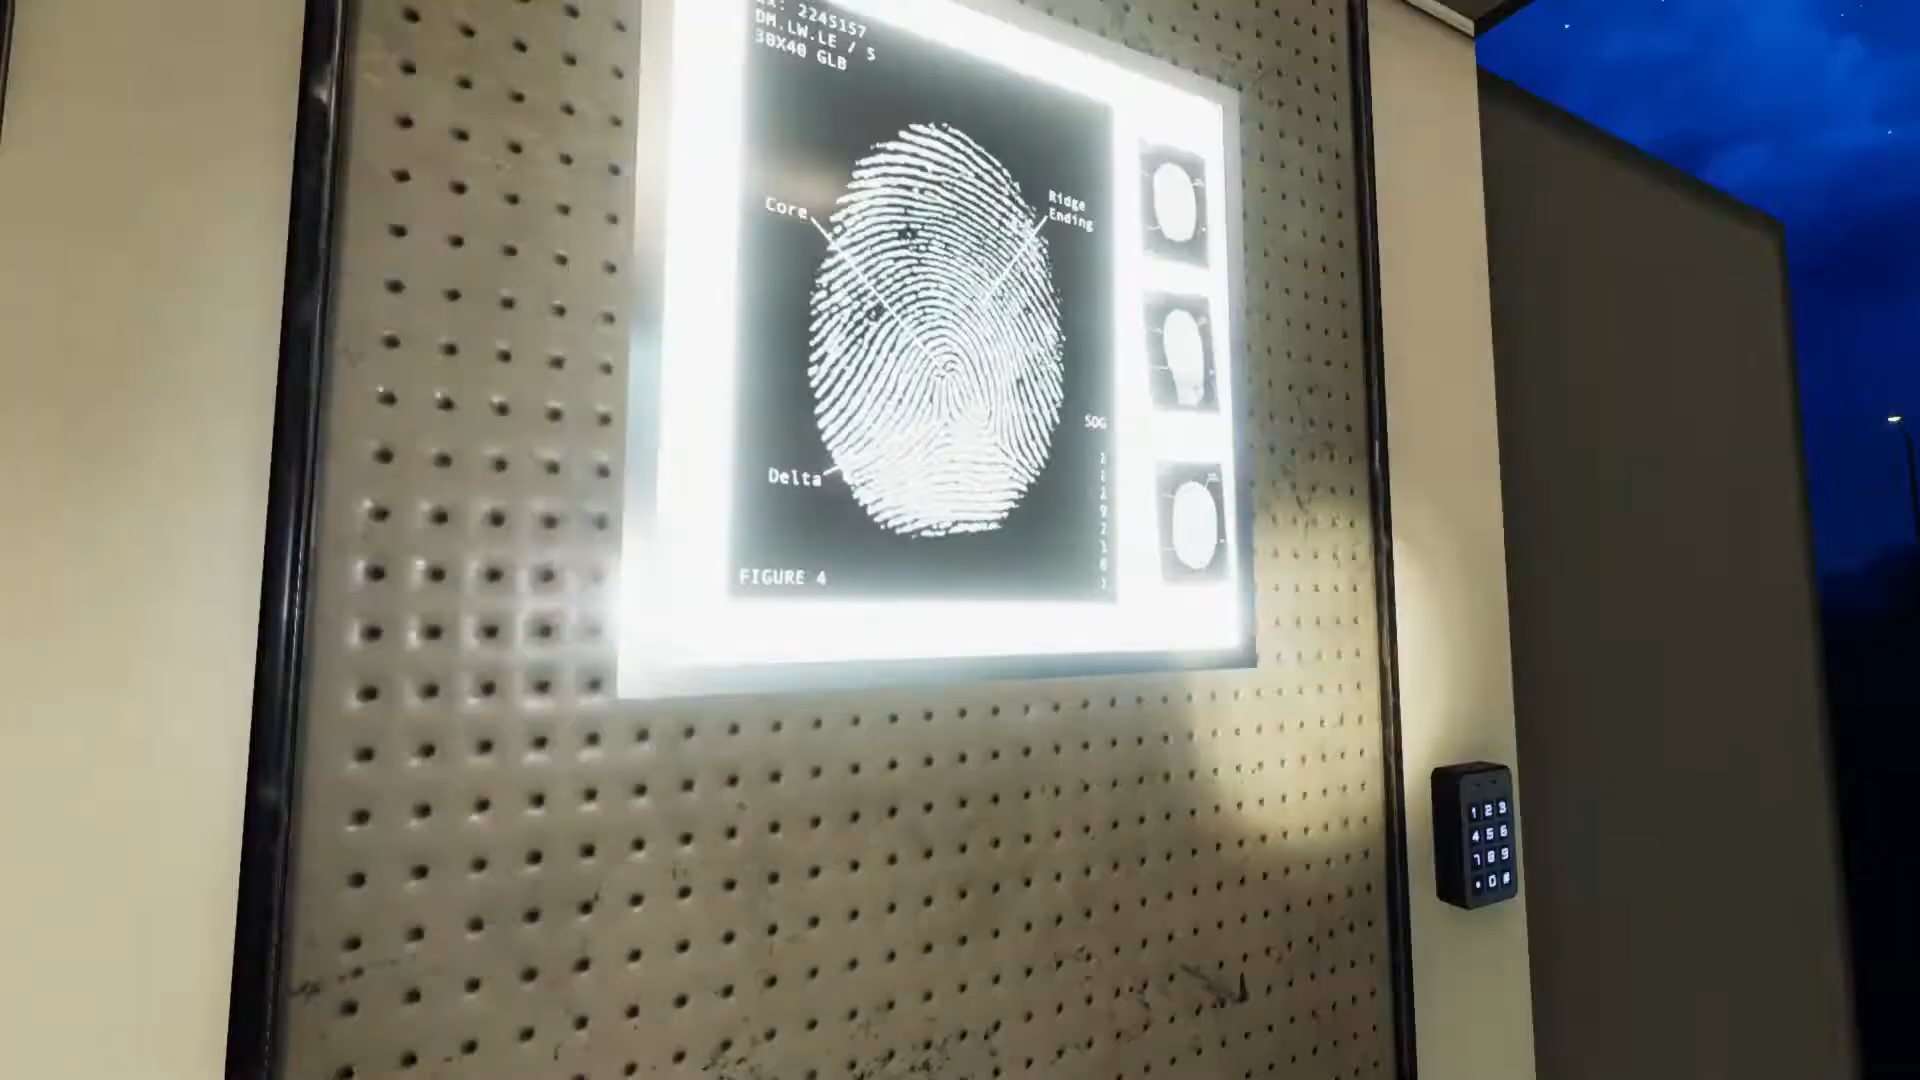 2245157
DM.LW.LE / S
30X40 GLB
Core
Ridge
Ending
Delta
SDG
FIGURE 4
1 2 3
4 5 6
7 8 9
0 #